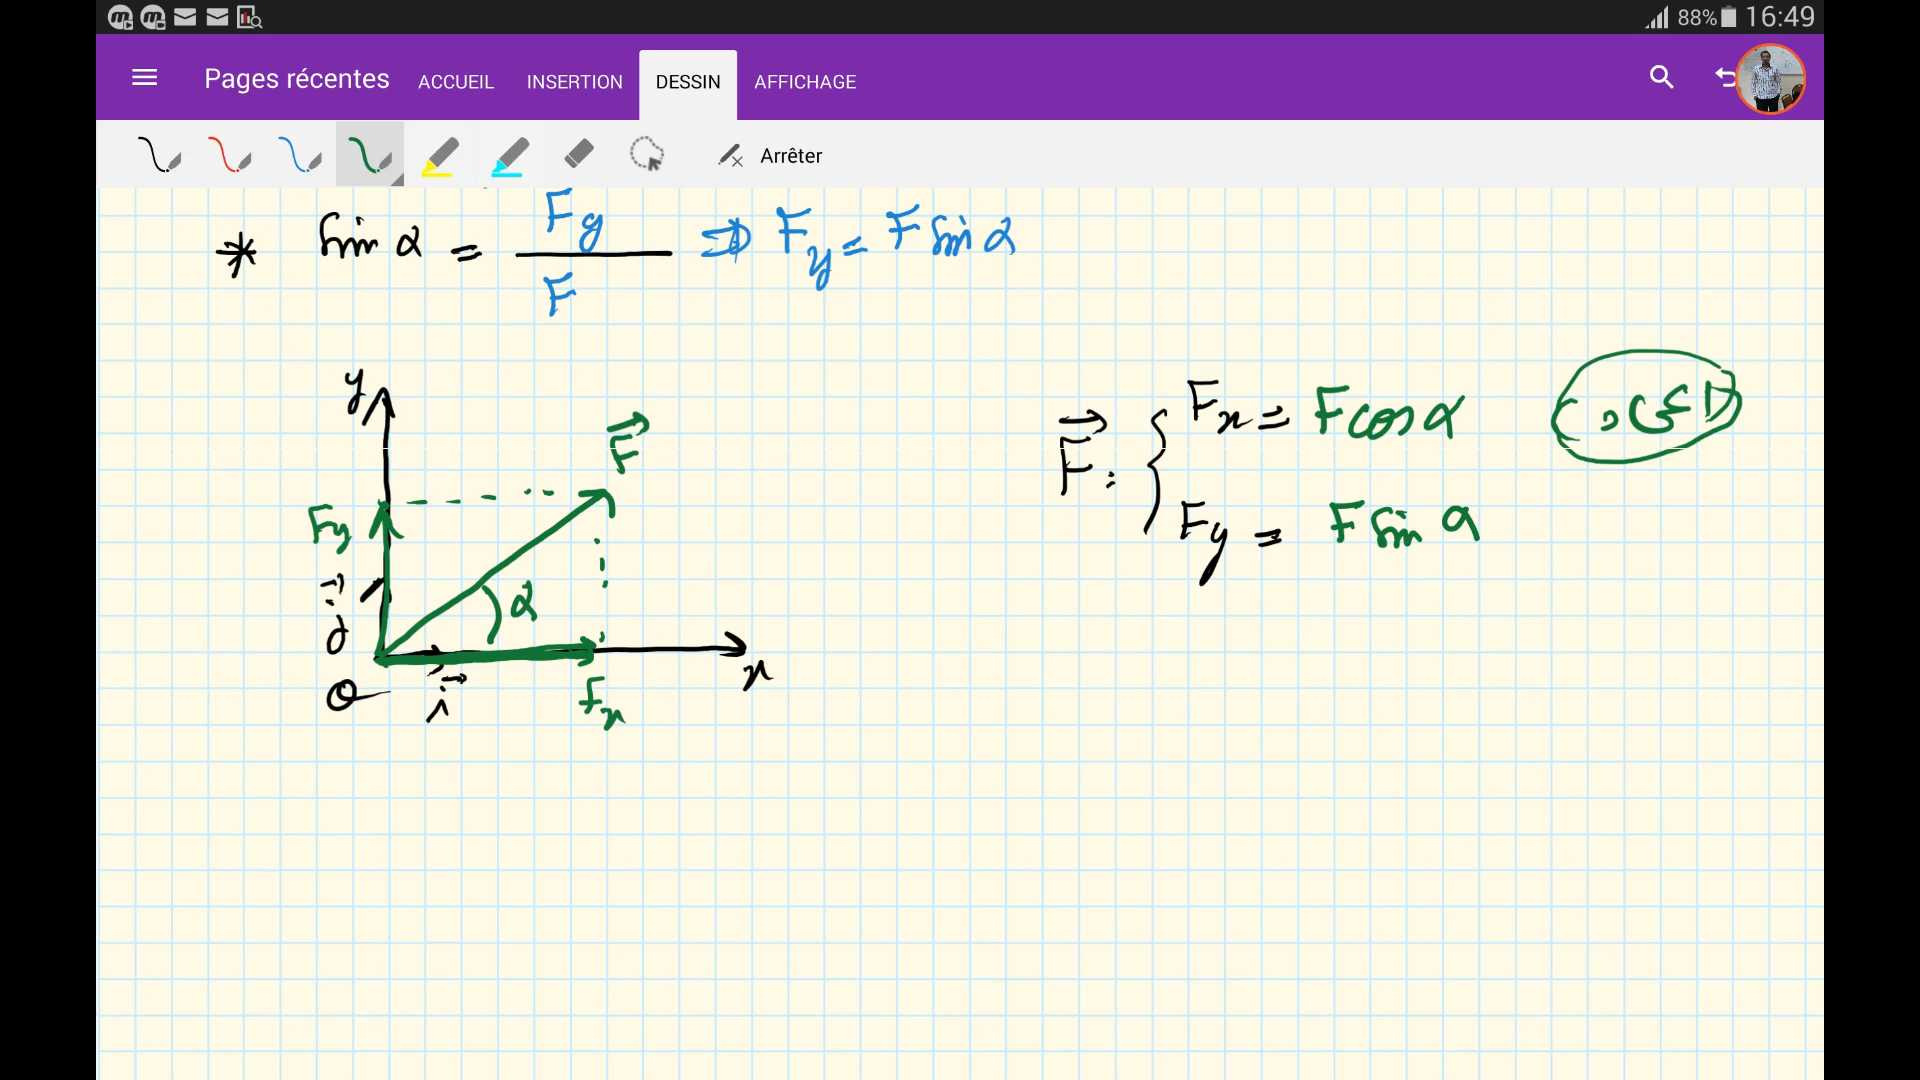 88% 16:49
Pages récentes ACCUEIL INSERTION DESSIN AFFICHAGE
Arrêter
* sin α = Fy / F ⇒ Fy = F sin α
y
F⃗
Fy
j⃗
α
O
i⃗
Fx
x
F⃗ : { Fx = F cos α
Fy = F sin α